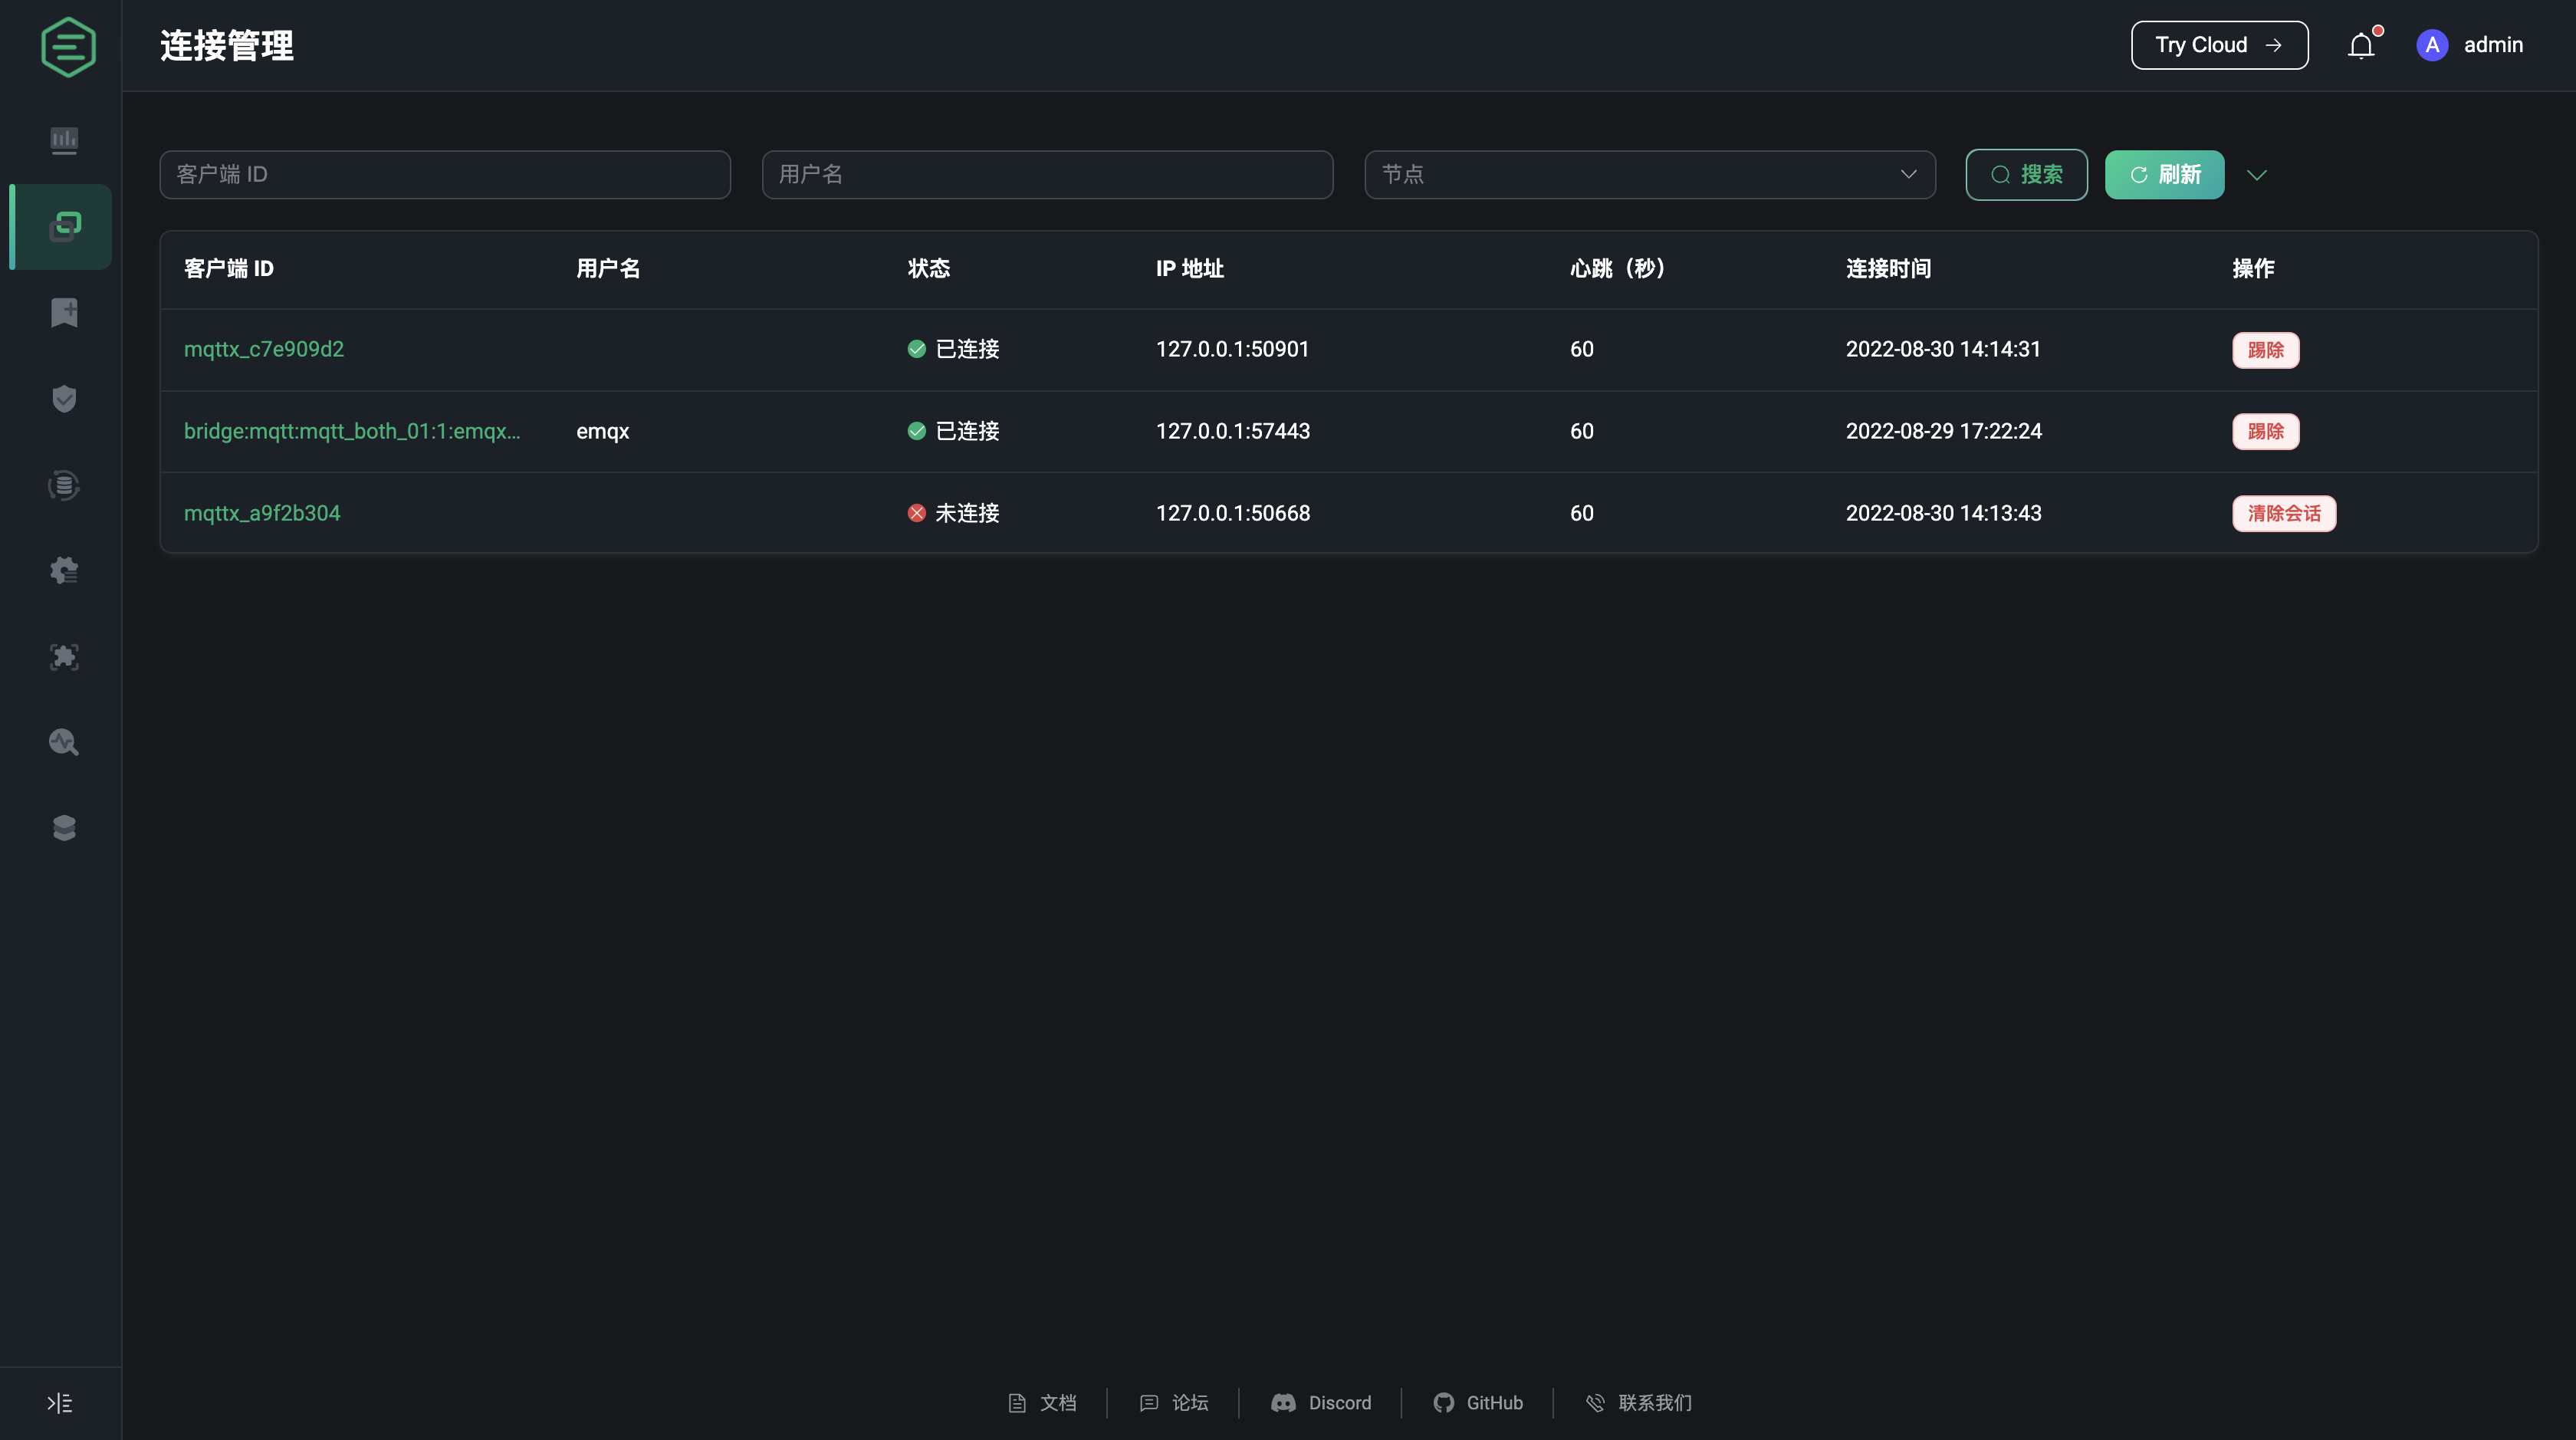 连接管理
Try Cloud
A admin
客户端 ID 用户名 节点 搜索 刷新
客户端 ID 用户名 状态 IP 地址 心跳（秒） 连接时间 操作
mqttx_c7e909d2 已连接 127.0.0.1:50901 60 2022-08-30 14:14:31 踢除
bridge:mqtt:mqtt_both_01:1:emqx... emqx 已连接 127.0.0.1:57443 60 2022-08-29 17:22:24 踢除
mqttx_a9f2b304 未连接 127.0.0.1:50668 60 2022-08-30 14:13:43 清除会话
文档 论坛 Discord GitHub 联系我们